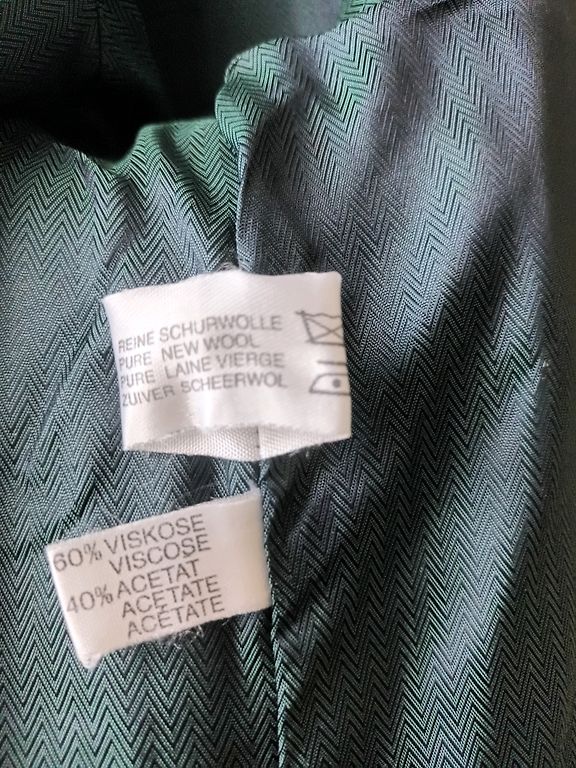 REINE SCHURWOLLE
PURE NEW WOOL
PURE LAINE VIERGE
ZUIVER SCHEERWOL
60% VISKOSE
VISCOSE
40% ACETAT
ACETATE
ACÉTATE